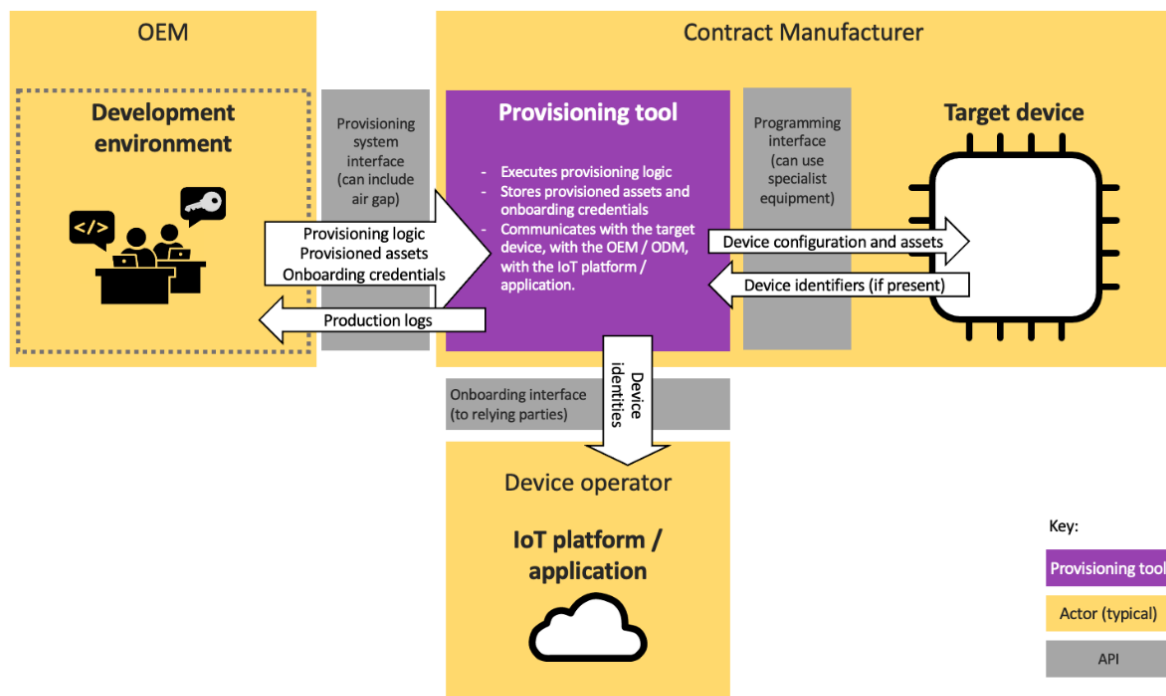 OEM
Contract Manufacturer
Development
environment
</>
Provisioning
system
interface
(can include
air gap)
Provisioning logic
Provisioned assets
Onboarding credentials
Production logs
Provisioning tool
- Executes provisioning logic
- Stores provisioned assets and
onboarding credentials
- Communicates with the target
device, with the OEM / ODM,
with the IoT platform /
application.
Programming
interface
(can use
specialist
equipment)
Target device
Device configuration and assets
Device identifiers (if present)
Onboarding interface
(to relying parties)
Device
identities
Device operator
IoT platform /
application
Key:
Provisioning tool
Actor (typical)
API